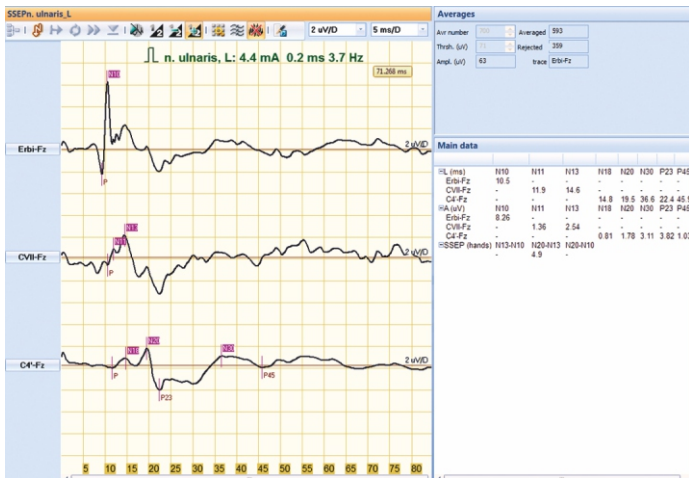 SSEPn. ulnaris_L
2 uV/D
5 ms/D
n. ulnaris, L: 4.4 mA 0.2 ms 3.7 Hz
71.268 ms
N10
Erbi-Fz
2 uV/D
P
N13
N11
CVII-Fz
2 uV/D
P
N20
N18
N30
C4'-Fz
2 uV/D
P
P45
P23
5 10 15 20 25 30 35 40 45 50 55 60 65 70 75 80
Averages
Avr number
Averaged 593
Thrsh. (uV)
Rejected 359
Ampl. (uV) 63 trace Erbi-Fz
Main data
L (ms) N10 N11 N13 N18 N20 N30 P23 P45
Erbi-Fz 10.5 - - - - - - -
CVII-Fz - 11.9 14.6 - - - - -
C4'-Fz - - - 14.8 19.5 36.6 22.4 45.9
A (uV) N10 N11 N13 N18 N20 N30 P23 P45
Erbi-Fz 8.26 - - - - - - -
CVII-Fz - 1.36 2.54 - - - - -
C4'-Fz - - - 0.81 1.78 3.11 3.82 1.03
SSEP (hands) N13-N10 N20-N13 N20-N10
- 4.9 -